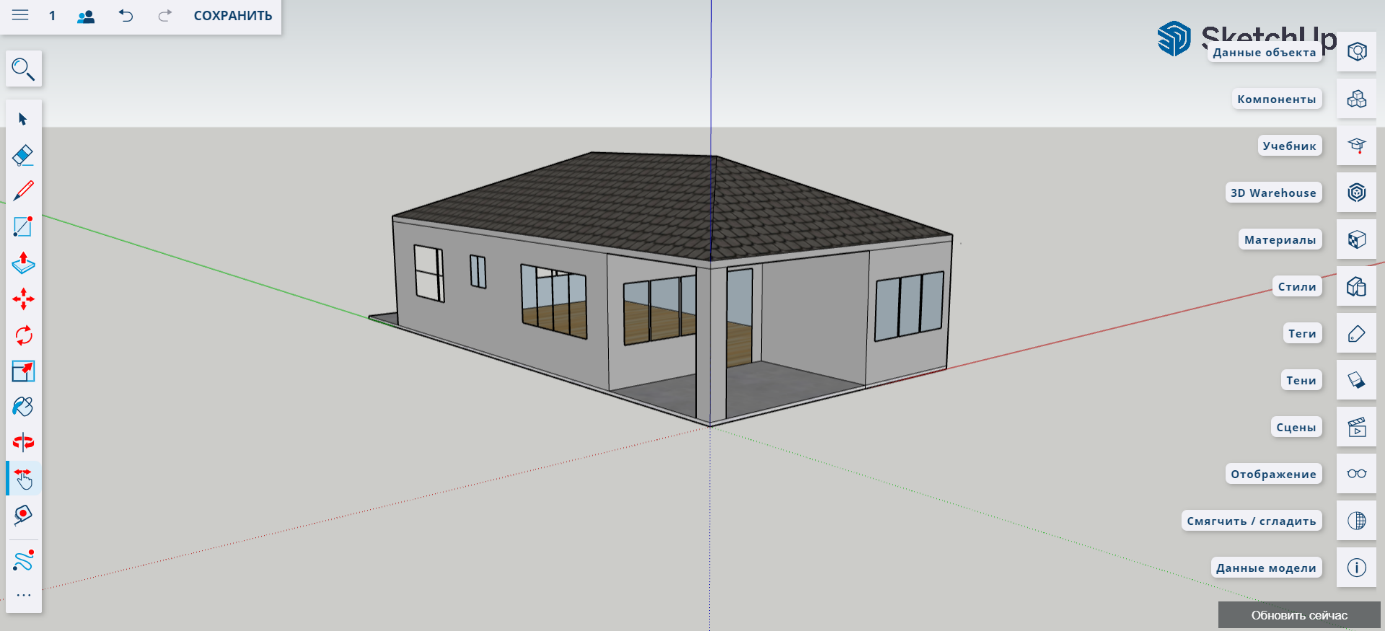 1 СОХРАНИТЬ
SketchUp
Данные объекта
Компоненты
Учебник
3D Warehouse
Материалы
Стили
Теги
Тени
Сцены
Отображение
Смягчить / сгладить
Данные модели
Обновить сейчас